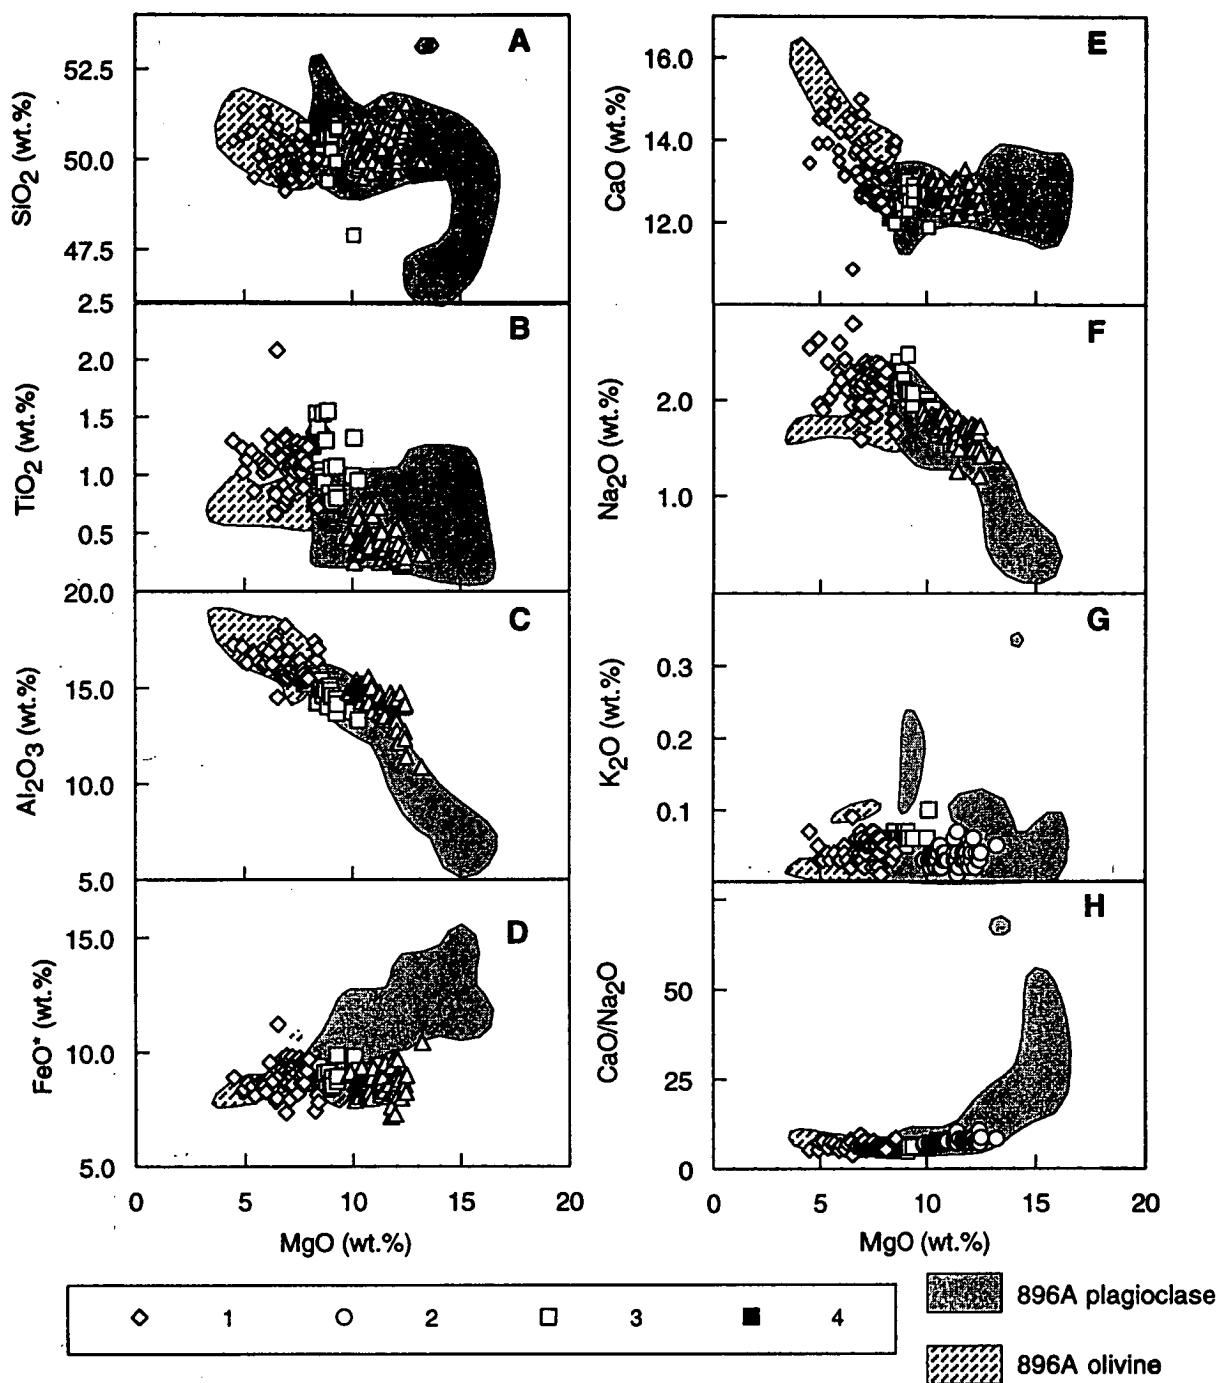 A
SiO2 (wt.%)
52.5
50.0
47.5
2.5
B
TiO2 (wt.%)
2.0
1.5
1.0
0.5
20.0
C
Al2O3 (wt.%)
15.0
10.0
5.0
D
FeO* (wt.%)
15.0
10.0
5.0
0 5 10 15 20
MgO (wt.%)
E
CaO (wt.%)
16.0
14.0
12.0
F
Na2O (wt.%)
2.0
1.0
G
K2O (wt.%)
0.3
0.2
0.1
H
CaO/Na2O
50
25
0
0 5 10 15 20
MgO (wt.%)
1 2 3 4
896A plagioclase
896A olivine